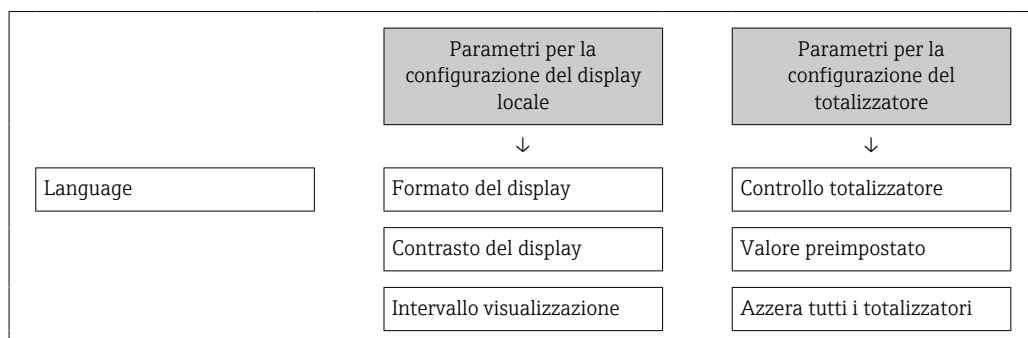 Parametri per la
configurazione del display
locale
Parametri per la
configurazione del
totalizzatore
↓
↓
Language
Formato del display
Controllo totalizzatore
Contrasto del display
Valore preimpostato
Intervallo visualizzazione
Azzera tutti i totalizzatori